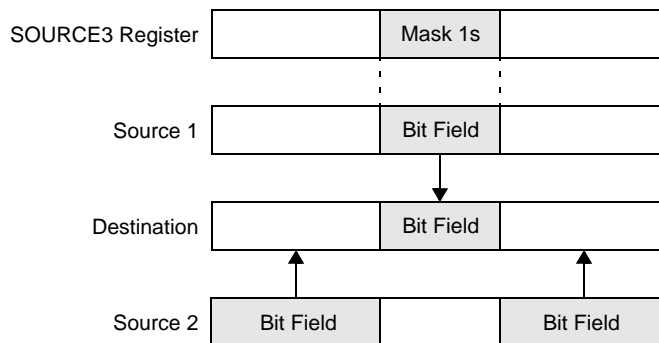 SOURCE3 Register Mask 1s
Source 1 Bit Field
Destination Bit Field
Source 2 Bit Field Bit Field